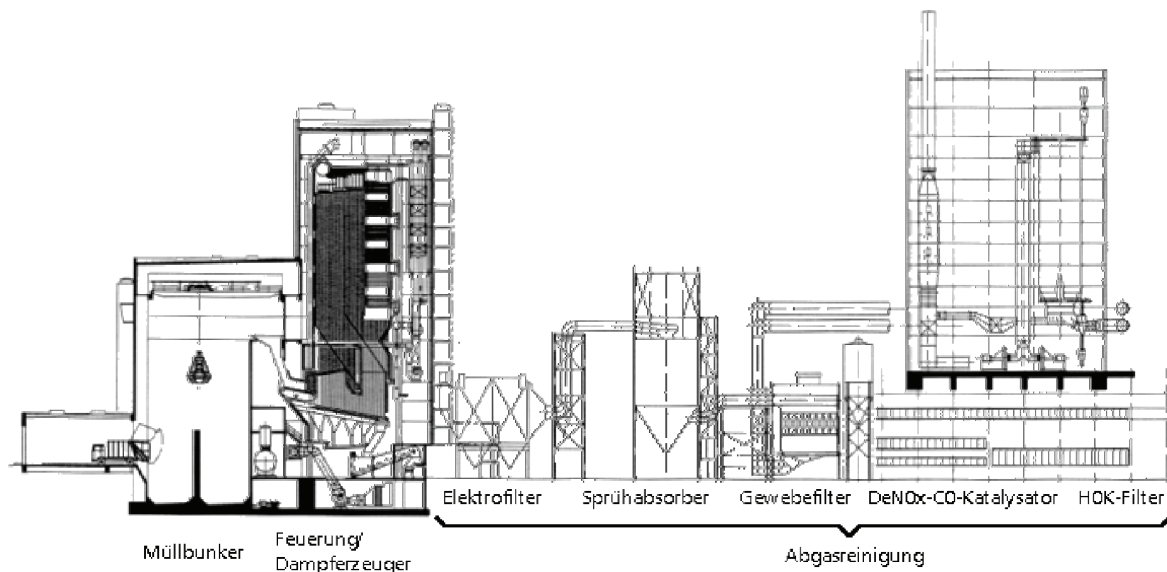 Elektrofilter
Sprühabsorber
Gewebefilter
DeNOx-CO-Katalysator
HOK-Filter
Müllbunker
Feuerung/
Dampferzeuger
Abgasreinigung